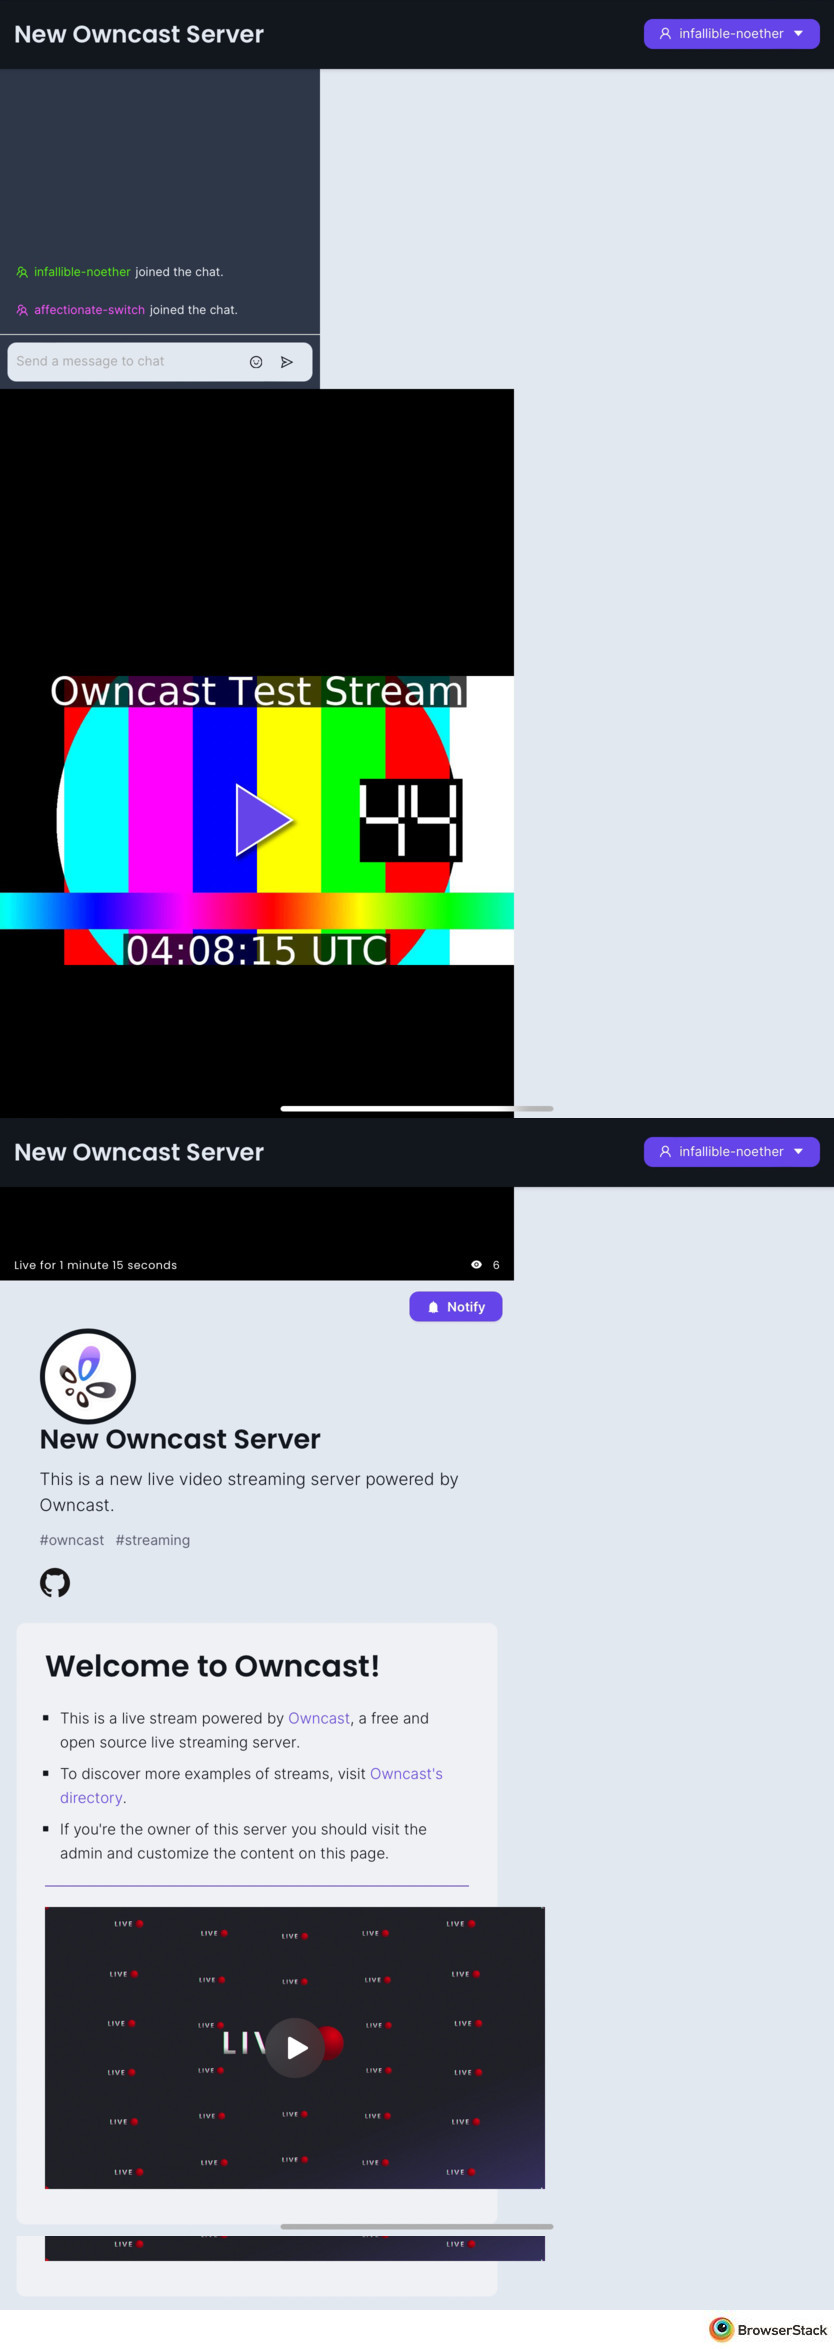 New Owncast Server
infallible-noether
infallible-noether joined the chat.
affectionate-switch joined the chat.
Send a message to chat
Owncast Test Stream
44
04:08:15 UTC
New Owncast Server
infallible-noether
Live for 1 minute 15 seconds
6
Notify
New Owncast Server
This is a new live video streaming server powered by
Owncast.
#owncast #streaming
Welcome to Owncast!
This is a live stream powered by Owncast, a free and
open source live streaming server.
To discover more examples of streams, visit Owncast's
directory.
If you're the owner of this server you should visit the
admin and customize the content on this page.
LIVE LIVE LIVE LIVE LIVE
LIVE LIVE LIVE LIVE LIVE
LIVE LIVE LIVE LIVE
LIV
LIVE LIVE LIVE LIVE
LIVE LIVE LIVE LIVE LIVE
LIVE LIVE LIVE LIVE LIVE
LIVE LIVE
BrowserStack